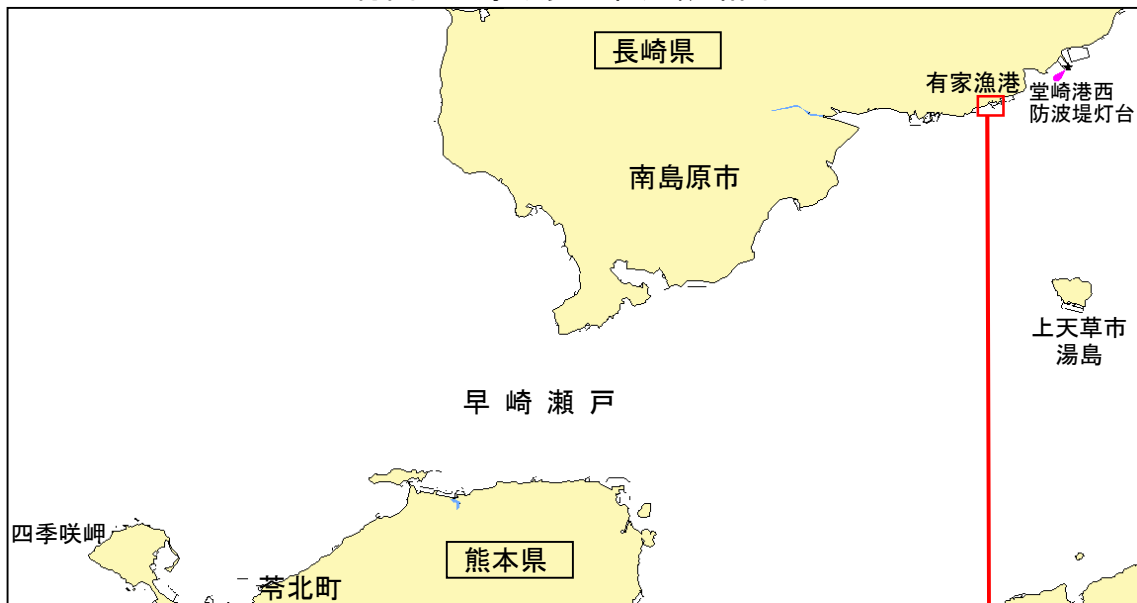 長崎県
有家漁港
堂崎港西
防波堤灯台
南島原市
上天草市
湯島
早崎瀬戸
四季咲岬
熊本県
苓北町